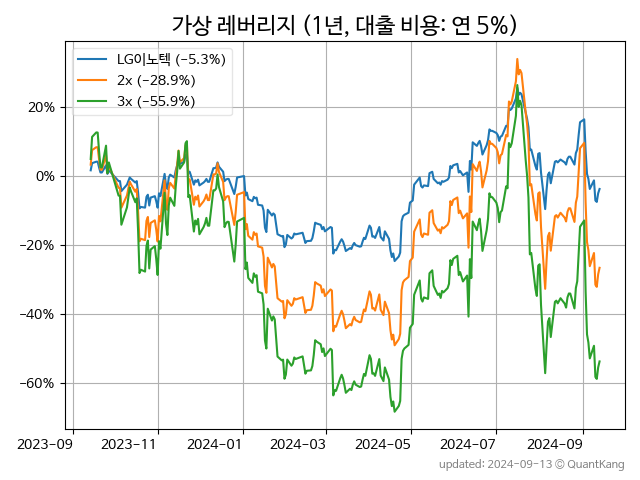 가상 레버리지 (1년, 대출 비용: 연 5%)
LG이노텍 (−5.3%)
2x (−28.9%)
3x (−55.9%)
20%
0%
−20%
−40%
−60%
2023-09 2023-11 2024-01 2024-03 2024-05 2024-07 2024-09
updated: 2024-09-13 © QuantKang